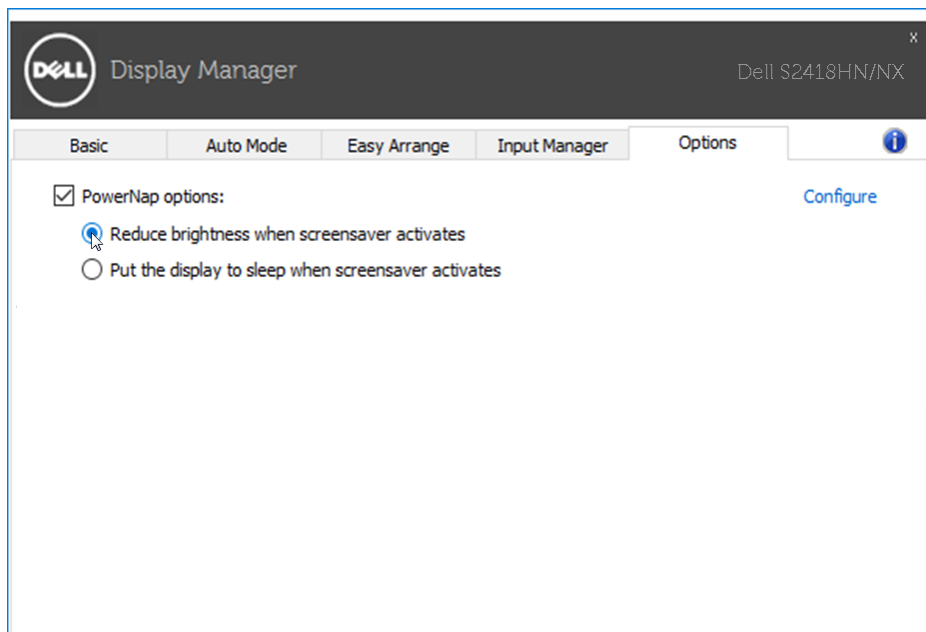 x
DELL Display Manager
Dell S2418HN/NX
Basic Auto Mode Easy Arrange Input Manager Options i
PowerNap options: Configure
Reduce brightness when screensaver activates
Put the display to sleep when screensaver activates